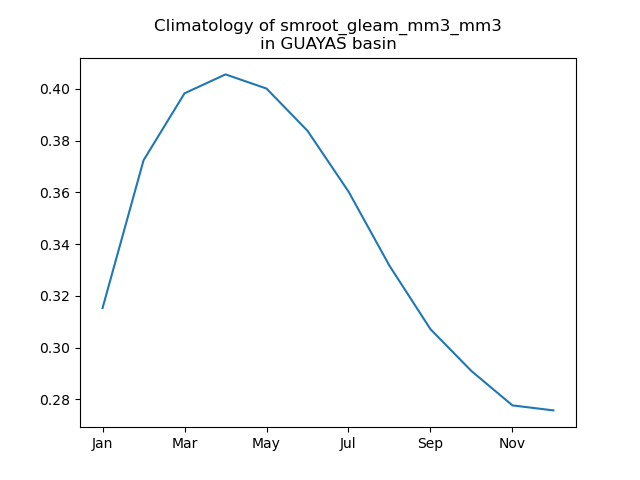 Climatology of smroot_gleam_mm3_mm3
in GUAYAS basin
0.40
0.38
0.36
0.34
0.32
0.30
0.28
Jan Mar May Jul Sep Nov